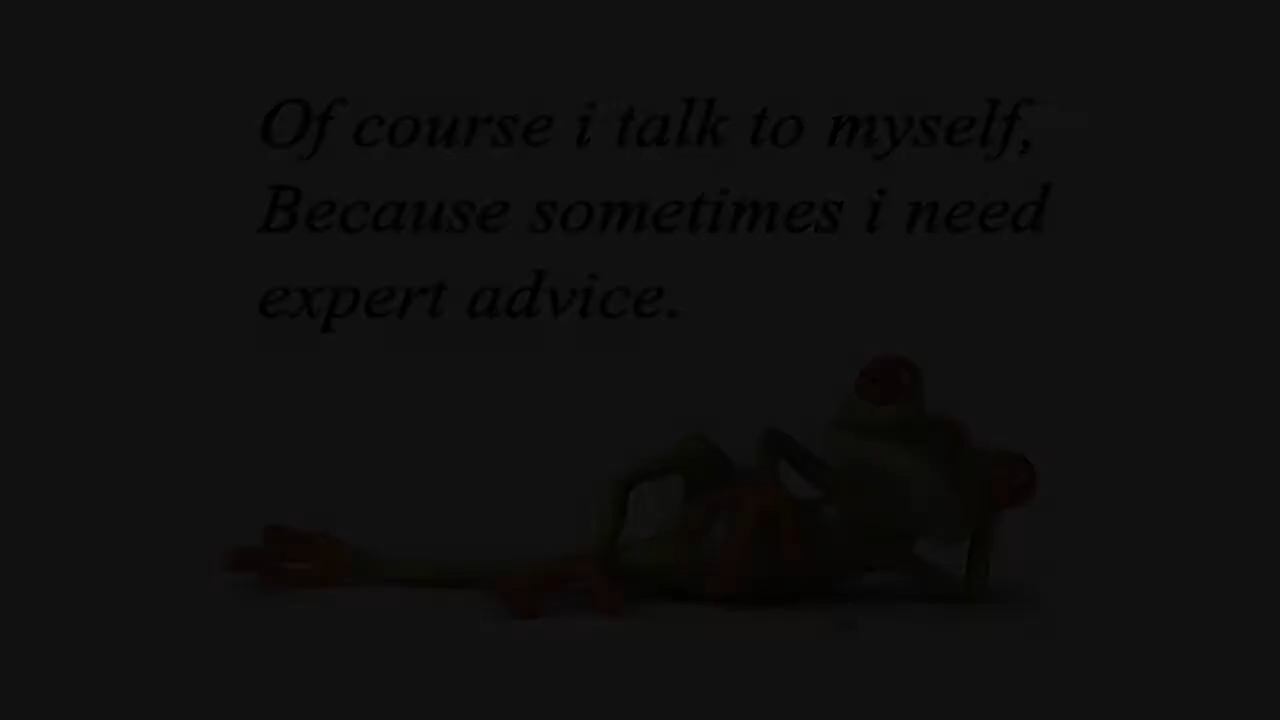 Of course i talk to myself,
Because sometimes i need
expert advice.